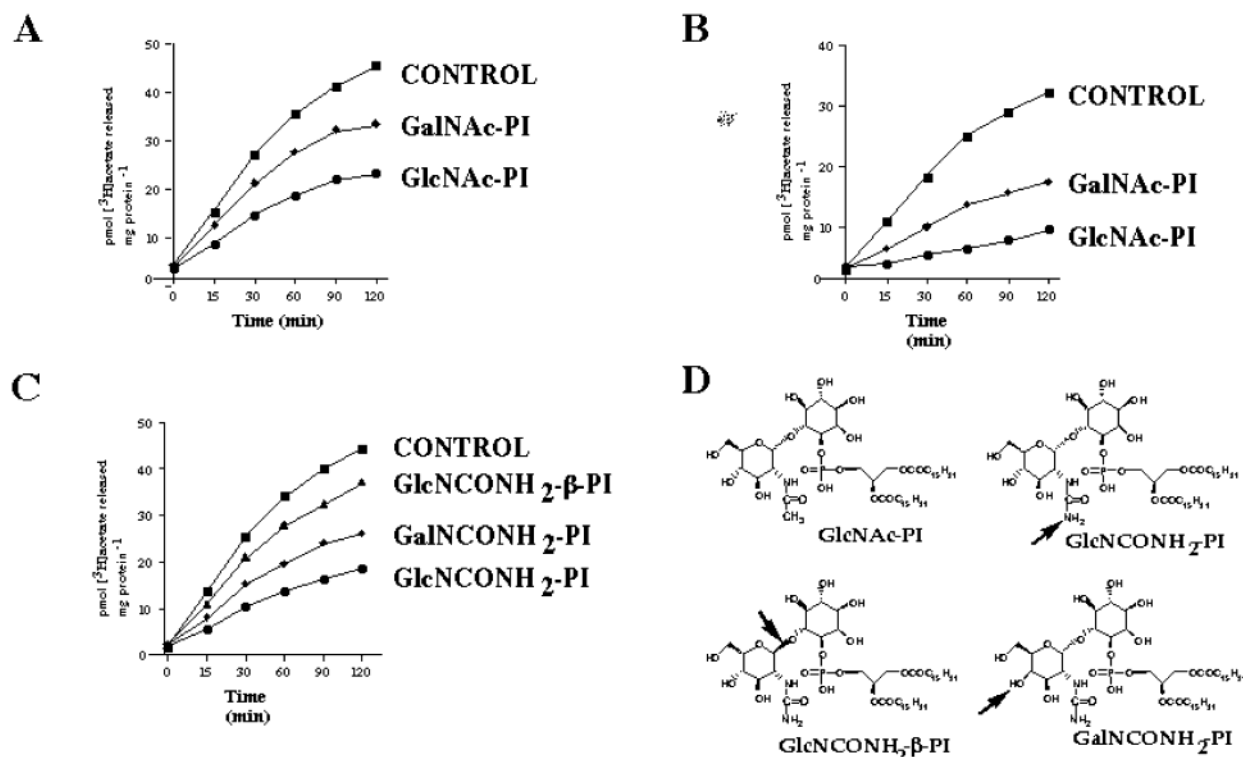 A
50
40
30
20
10
0
pmol [³H]acetate released
mg protein ⁻¹
0 15 30 60 90 120
Time (min)
CONTROL
GalNAc-PI
GlcNAc-PI
B
40
30
20
10
0
pmol [³H]acetate released
mg protein ⁻¹
0 15 30 60 90 120
Time
(min)
CONTROL
GalNAc-PI
GlcNAc-PI
C
50
40
30
20
10
0
pmol [³H]acetate released
mg protein ⁻¹
0 15 30 60 90 120
Time
(min)
CONTROL
GlcNCONH₂-β-PI
GalNCONH₂-PI
GlcNCONH₂-PI
D
GlcNAc-PI
GlcNCONH₂-PI
GlcNCONH₂-β-PI
GalNCONH₂-PI